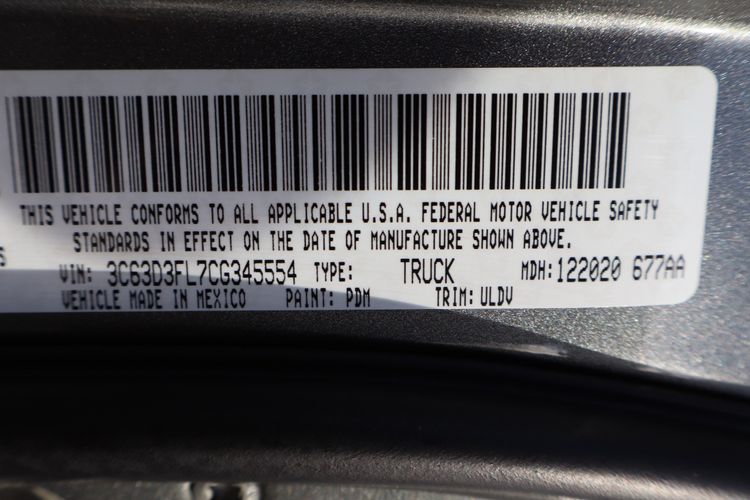 THIS VEHICLE CONFORMS TO ALL APPLICABLE U.S.A. FEDERAL MOTOR VEHICLE SAFETY
STANDARDS IN EFFECT ON THE DATE OF MANUFACTURE SHOWN ABOVE.
VIN: 3C63D3FL7CG345554 TYPE: TRUCK MDH:122020 677AA
VEHICLE MADE IN MEXICO PAINT: PDM TRIM: ULDV